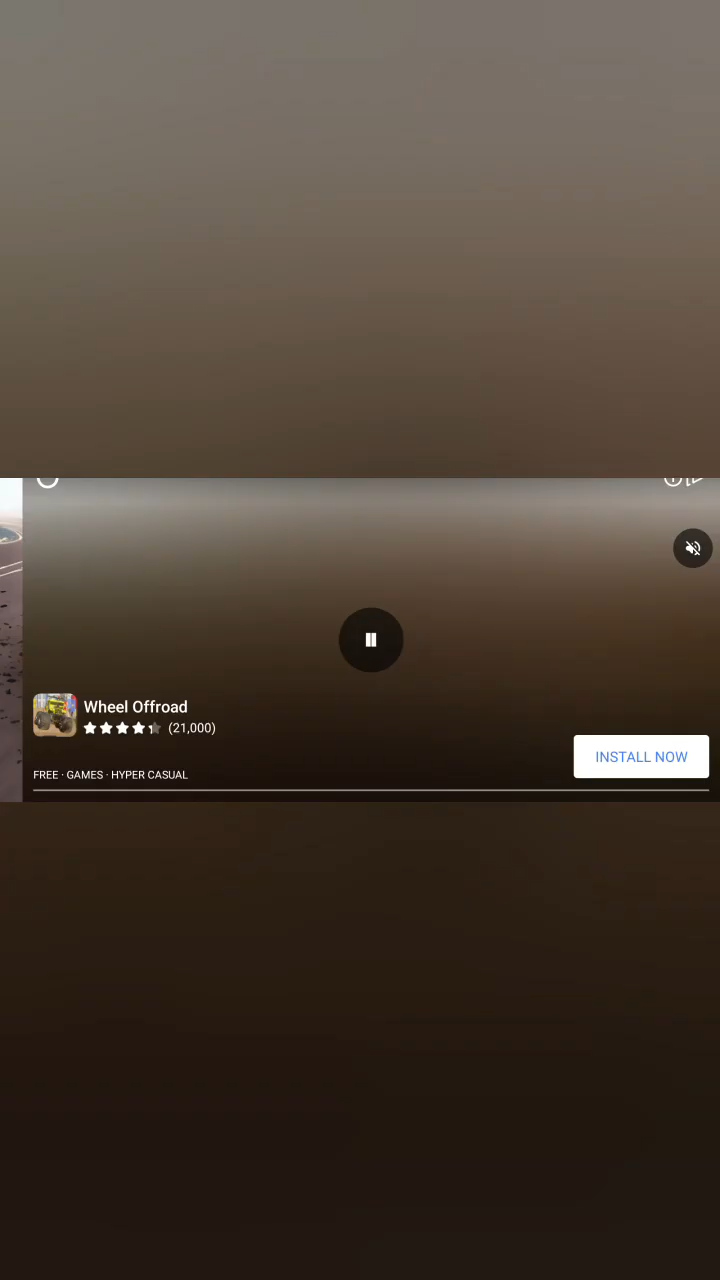 Wheel Offroad
(21,000)
FREE · GAMES · HYPER CASUAL
INSTALL NOW